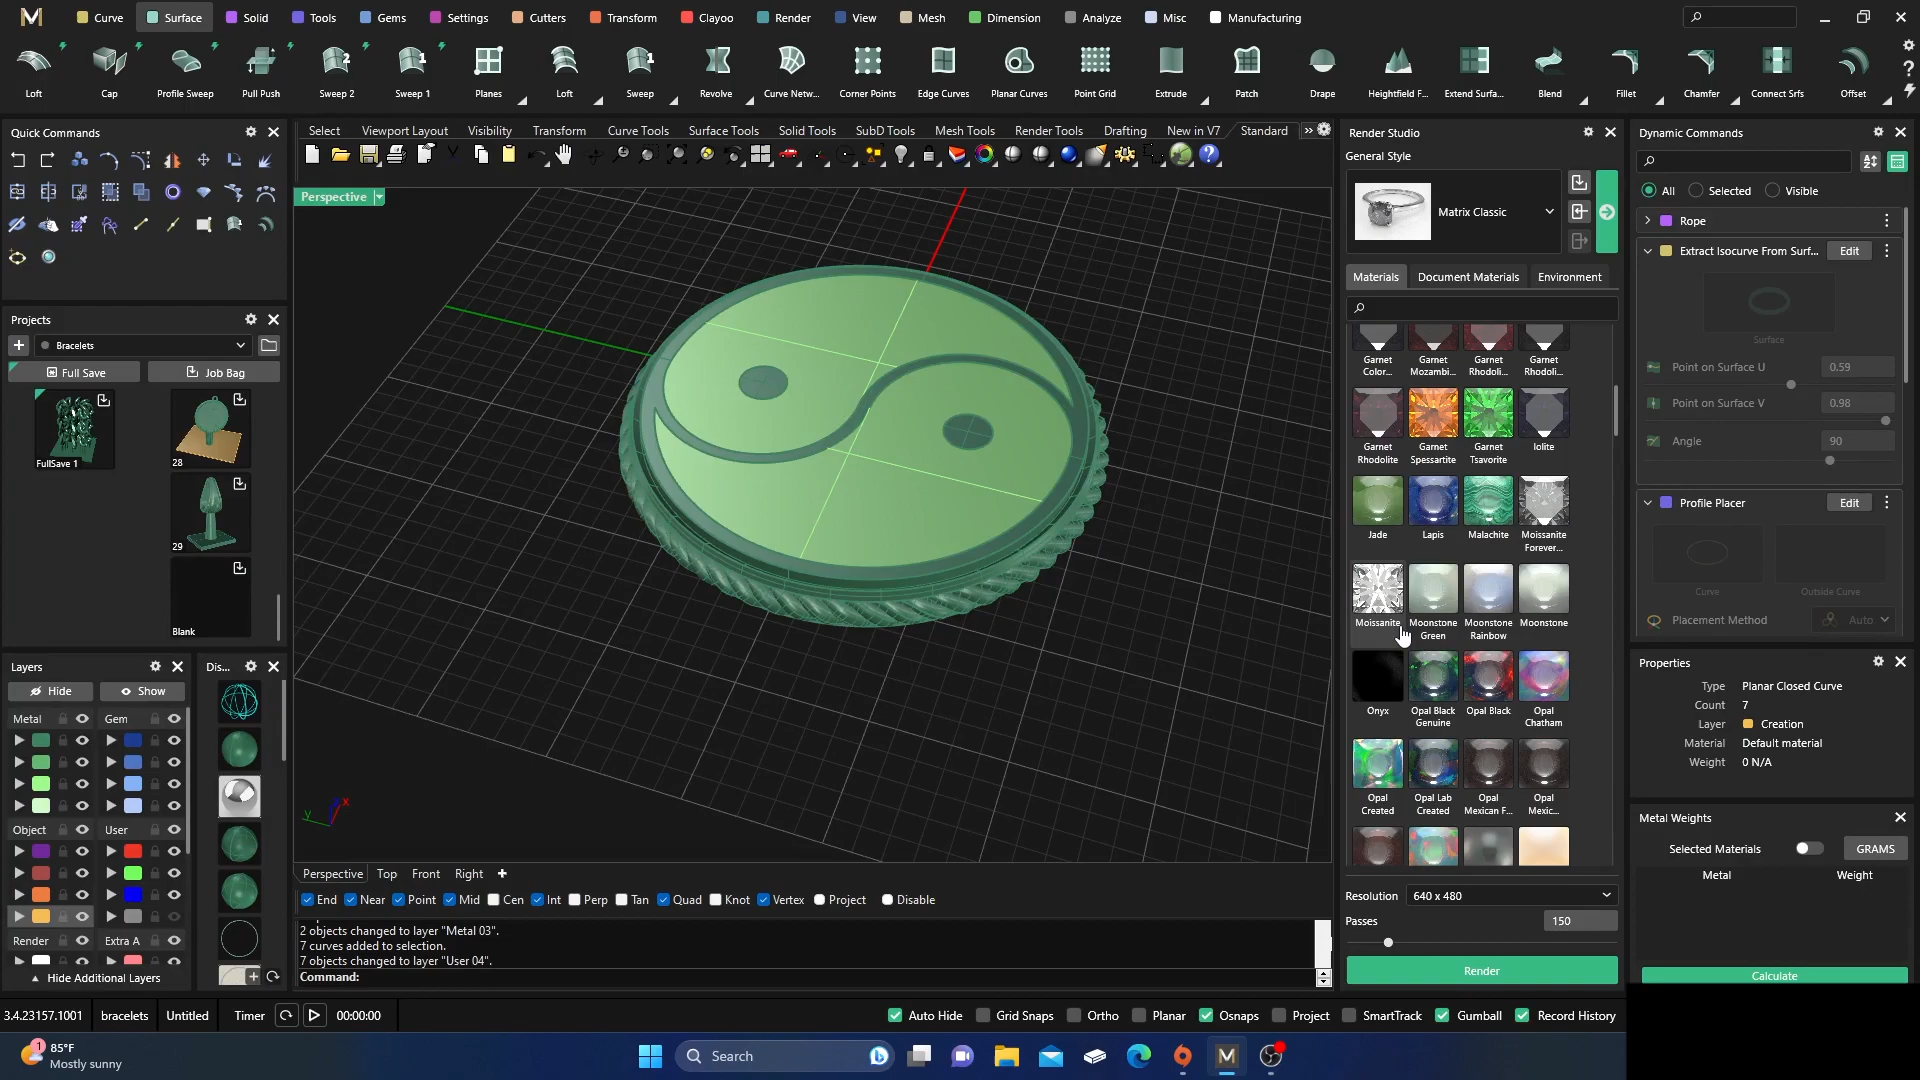 Curve Surface Solid Tools Gems Settings Cutters Transform Clayoo Render View Mesh Dimension Analyze Misc Manufacturing
Loft Cap Profile Sweep Pull Push Sweep 2 Sweep 1 Planes Loft Sweep Revolve Curve Netw... Corner Points Edge Curves Planar Curves Point Grid Extrude Patch Drape Heightfield F... Extend Surfa... Blend Fillet Chamfer Connect Srfs Offset
Quick Commands
Projects
Bracelets
Full Save Job Bag
FullSave 1
28
29
Blank
Layers
Hide Show
Metal Gem
Object User
Render Extra A
Hide Additional Layers
Dis...
Select Viewport Layout Visibility Transform Curve Tools Surface Tools Solid Tools SubD Tools Mesh Tools Render Tools Drafting New in V7 Standard
Perspective
y x
Perspective Top Front Right
End Near Point Mid Cen Int Perp Tan Quad Knot Vertex Project Disable
2 objects changed to layer "Metal 03".
7 curves added to selection.
7 objects changed to layer "User 04".
Command:
Render Studio
General Style
Matrix Classic
Materials Document Materials Environment
Garnet Color... Garnet Mozambi... Garnet Rhodoli... Garnet Rhodoli...
Garnet Rhodolite Garnet Spessartite Garnet Tsavorite Iolite
Jade Lapis Malachite Moissanite Forever...
Moissanite Moonstone Green Moonstone Rainbow Moonstone
Onyx Opal Black Genuine Opal Black Opal Chatham
Opal Created Opal Lab Created Opal Mexican F... Opal Mexic...
Resolution 640 x 480
Passes 150
Render
Dynamic Commands
All Selected Visible
Rope
Extract Isocurve From Surf... Edit
Surface
Point on Surface U 0.59
Point on Surface V 0.98
Angle 90
Profile Placer Edit
Curve Outside Curve
Placement Method Auto
Properties
Type Planar Closed Curve
Count 7
Layer Creation
Material Default material
Weight 0 N/A
Metal Weights
Selected Materials GRAMS
Metal Weight
Calculate
3.4.23157.1001 bracelets Untitled Timer 00:00:00
Auto Hide Grid Snaps Ortho Planar Osnaps Project SmartTrack Gumball Record History
1
85°F
Mostly sunny
Search